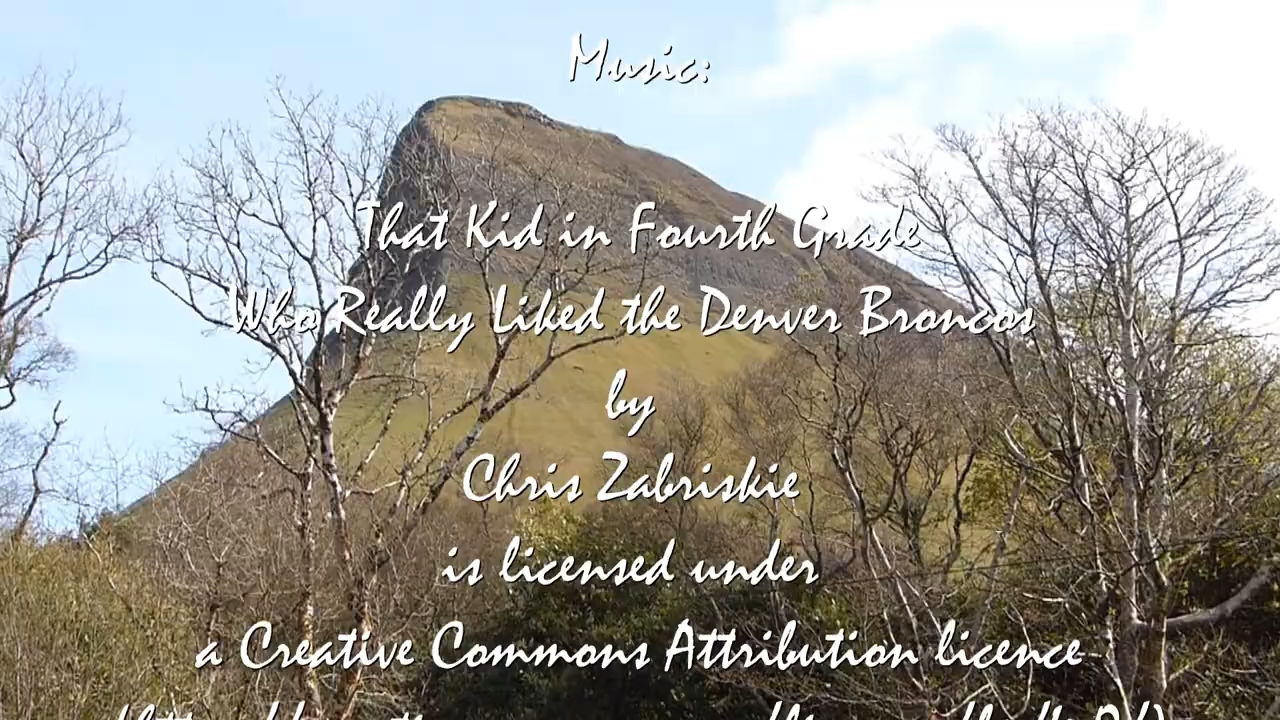 Music:
That Kid in Fourth Grade
Who Really Liked the Denver Broncos
by
Chris Zabriskie
is licensed under
a Creative Commons Attribution licence